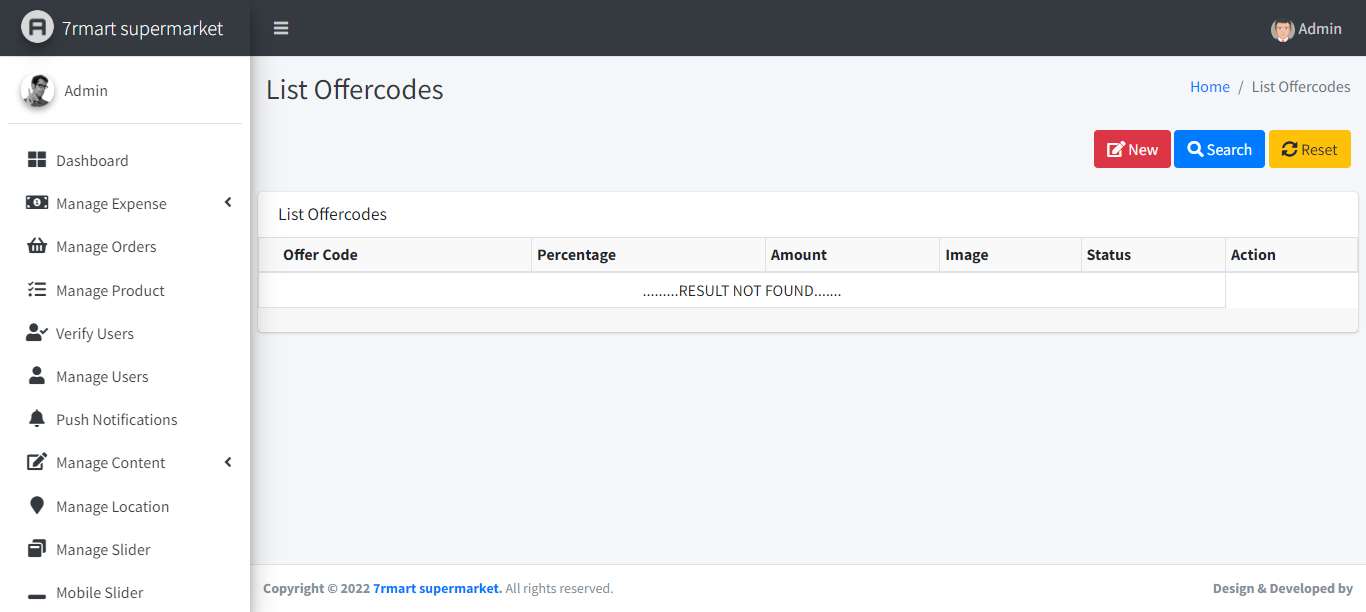 7rmart supermarket
Admin
Admin
Dashboard
Manage Expense
Manage Orders
Manage Product
Verify Users
Manage Users
Push Notifications
Manage Content
Manage Location
Manage Slider
Mobile Slider
List Offercodes
Home / List Offercodes
New Search Reset
List Offercodes
Offer Code Percentage Amount Image Status Action
.........RESULT NOT FOUND.......
Copyright © 2022 7rmart supermarket. All rights reserved.
Design & Developed by